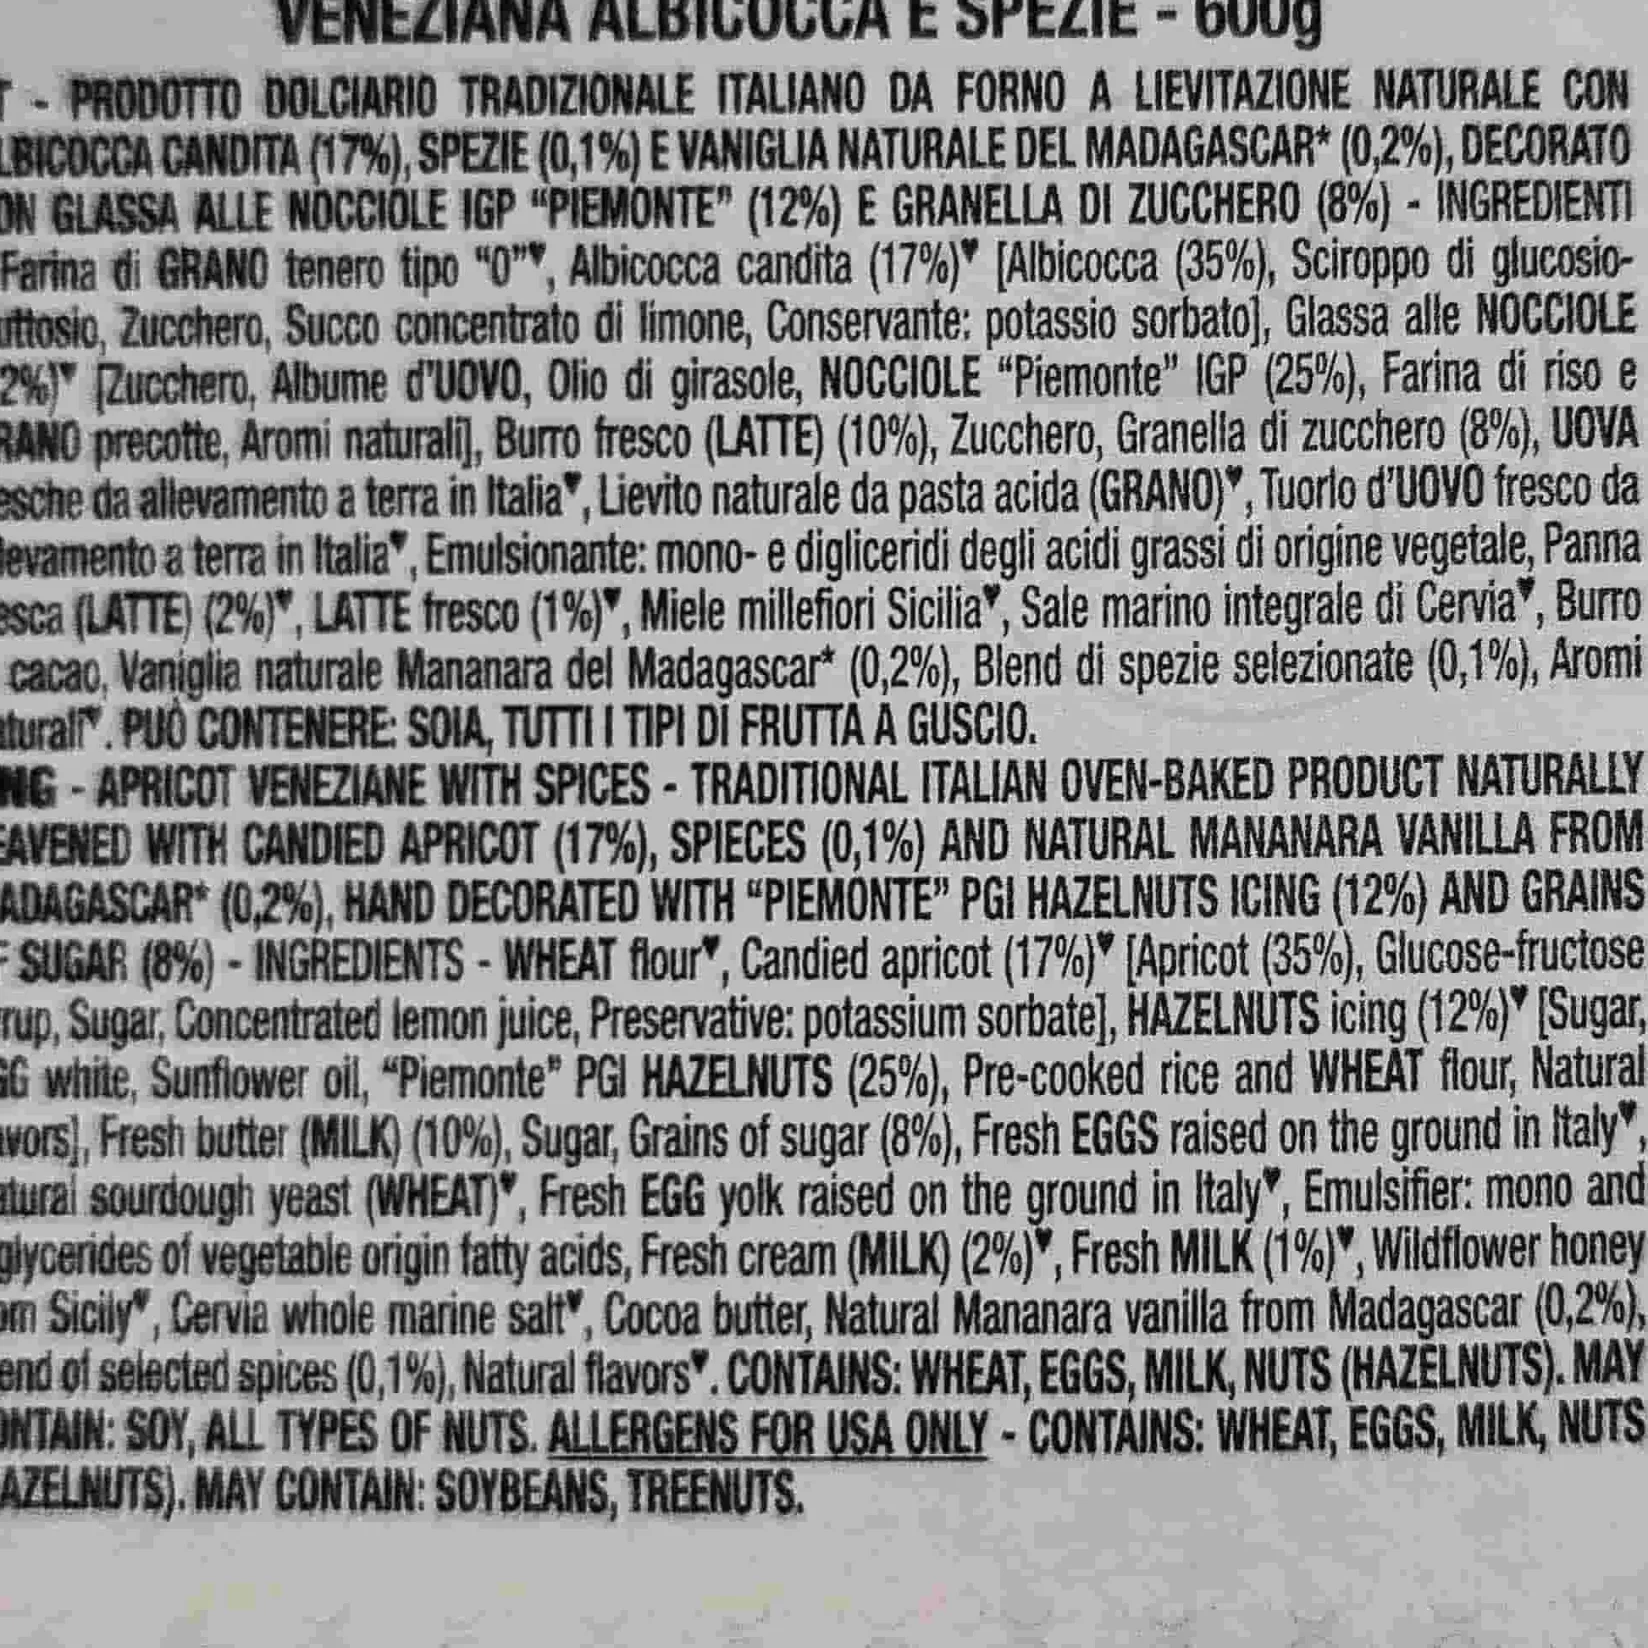 VENEZIANA ALBICOCCA E SPEZIE - 600g
T - PRODOTTO DOLCIARIO TRADIZIONALE ITALIANO DA FORNO A LIEVITAZIONE NATURALE CON
LBICOCCA CANDITA (17%), SPEZIE (0,1%) E VANIGLIA NATURALE DEL MADAGASCAR* (0,2%), DECORATO
ON GLASSA ALLE NOCCIOLE IGP “PIEMONTE” (12%) E GRANELLA DI ZUCCHERO (8%) - INGREDIENTI
Farina di GRANO tenero tipo “0”♥, Albicocca candita (17%)♥ [Albicocca (35%), Sciroppo di glucosio-
uttosio, Zucchero, Succo concentrato di limone, Conservante: potassio sorbato], Glassa alle NOCCIOLE
2%)♥ [Zucchero, Albume d’UOVO, Olio di girasole, NOCCIOLE “Piemonte” IGP (25%), Farina di riso e
RANO precotte, Aromi naturali], Burro fresco (LATTE) (10%), Zucchero, Granella di zucchero (8%), UOVA
esche da allevamento a terra in Italia♥, Lievito naturale da pasta acida (GRANO)♥, Tuorlo d’UOVO fresco da
levamento a terra in Italia♥, Emulsionante: mono- e digliceridi degli acidi grassi di origine vegetale, Panna
esca (LATTE) (2%)♥, LATTE fresco (1%)♥, Miele millefiori Sicilia♥, Sale marino integrale di Cervia♥, Burro
cacao, Vaniglia naturale Mananara del Madagascar* (0,2%), Blend di spezie selezionate (0,1%), Aromi
aturali♥. PUÒ CONTENERE: SOIA, TUTTI I TIPI DI FRUTTA A GUSCIO.
NG - APRICOT VENEZIANE WITH SPICES - TRADITIONAL ITALIAN OVEN-BAKED PRODUCT NATURALLY
EAVENED WITH CANDIED APRICOT (17%), SPIECES (0,1%) AND NATURAL MANANARA VANILLA FROM
ADAGASCAR* (0,2%), HAND DECORATED WITH “PIEMONTE” PGI HAZELNUTS ICING (12%) AND GRAINS
F SUGAR (8%) - INGREDIENTS - WHEAT flour♥, Candied apricot (17%)♥ [Apricot (35%), Glucose-fructose
rup, Sugar, Concentrated lemon juice, Preservative: potassium sorbate], HAZELNUTS icing (12%)♥ [Sugar,
GG white, Sunflower oil, “Piemonte” PGI HAZELNUTS (25%), Pre-cooked rice and WHEAT flour, Natural
avors], Fresh butter (MILK) (10%), Sugar, Grains of sugar (8%), Fresh EGGS raised on the ground in Italy♥,
atural sourdough yeast (WHEAT)♥, Fresh EGG yolk raised on the ground in Italy♥, Emulsifier: mono and
glycerides of vegetable origin fatty acids, Fresh cream (MILK) (2%)♥, Fresh MILK (1%)♥, Wildflower honey
om Sicily♥, Cervia whole marine salt♥, Cocoa butter, Natural Mananara vanilla from Madagascar (0,2%),
end of selected spices (0,1%), Natural flavors♥. CONTAINS: WHEAT, EGGS, MILK, NUTS (HAZELNUTS). MAY
ONTAIN: SOY, ALL TYPES OF NUTS. ALLERGENS FOR USA ONLY - CONTAINS: WHEAT, EGGS, MILK, NUTS
AZELNUTS). MAY CONTAIN: SOYBEANS, TREENUTS.